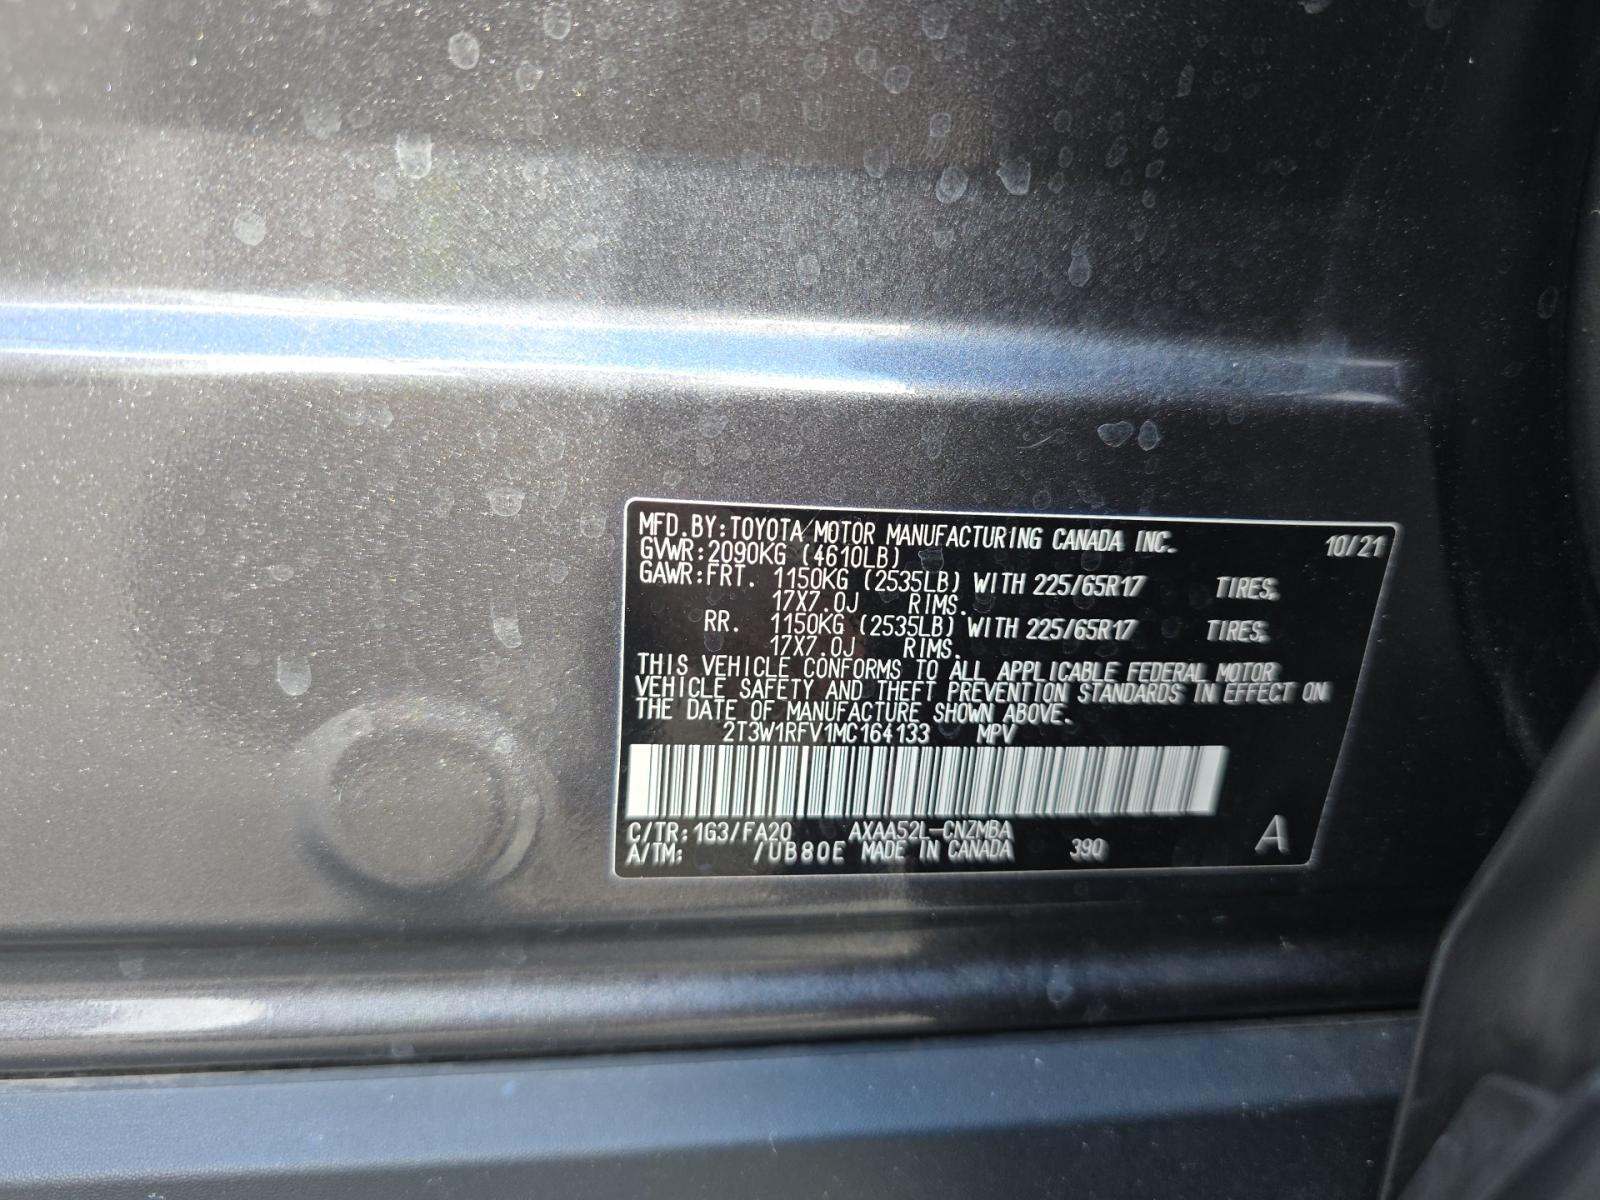 MFD.BY:TOYOTA MOTOR MANUFACTURING CANADA INC. 10/21
GVWR:2090KG (4610LB)
GAWR:FRT. 1150KG (2535LB) WITH 225/65R17 TIRES,
17X7.0J RIMS.
RR. 1150KG (2535LB) WITH 225/65R17 TIRES,
17X7.0J RIMS.
THIS VEHICLE CONFORMS TO ALL APPLICABLE FEDERAL MOTOR
VEHICLE SAFETY AND THEFT PREVENTION STANDARDS IN EFFECT ON
THE DATE OF MANUFACTURE SHOWN ABOVE.
2T3W1RFV1MC164133 MPV
C/TR:1G3/FA20 AXAA52L-CNZMBA
A/TM: /UB80E MADE IN CANADA 390 A